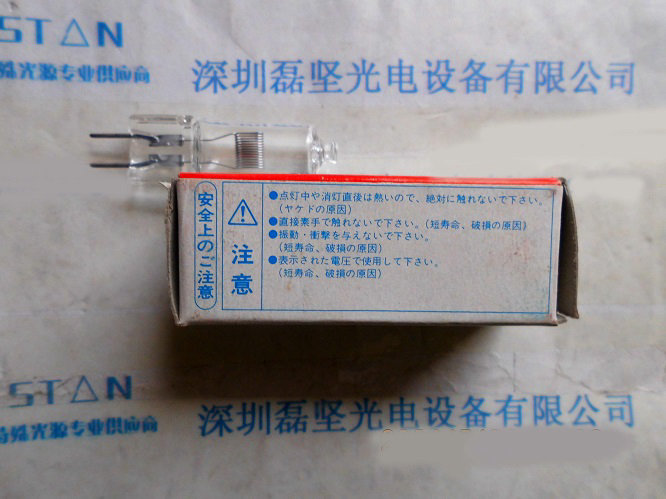 STAN
殊光源专业供应商
深圳磊坚光电设备有限公司
安全上のご注意
注意
●点灯中や消灯直後は熱いので、絶対に触れないで下さい。
(ヤケドの原因)
●直接素手で触れないで下さい。(短寿命、破損の原因)
●振動・衝撃を与えないで下さい。
(短寿命、破損の原因)
●表示された電圧で使用して下さい。
(短寿命、破損の原因)
STAN
特殊光源专业供应商
深圳磊坚光电设备有限公司